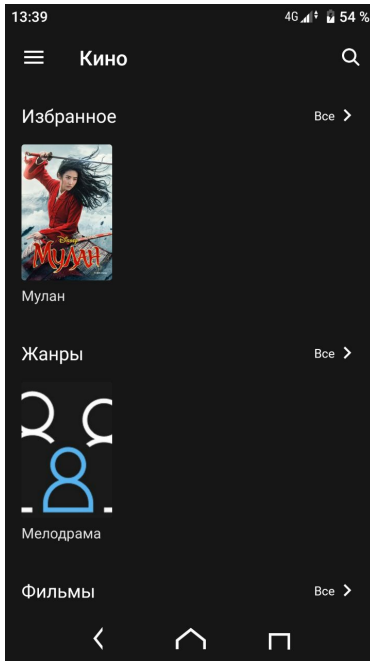 13:39 4G 54 %
Кино
Избранное Все
Disney
МУЛАН
Мулан
Жанры Все
Мелодрама
Фильмы Все